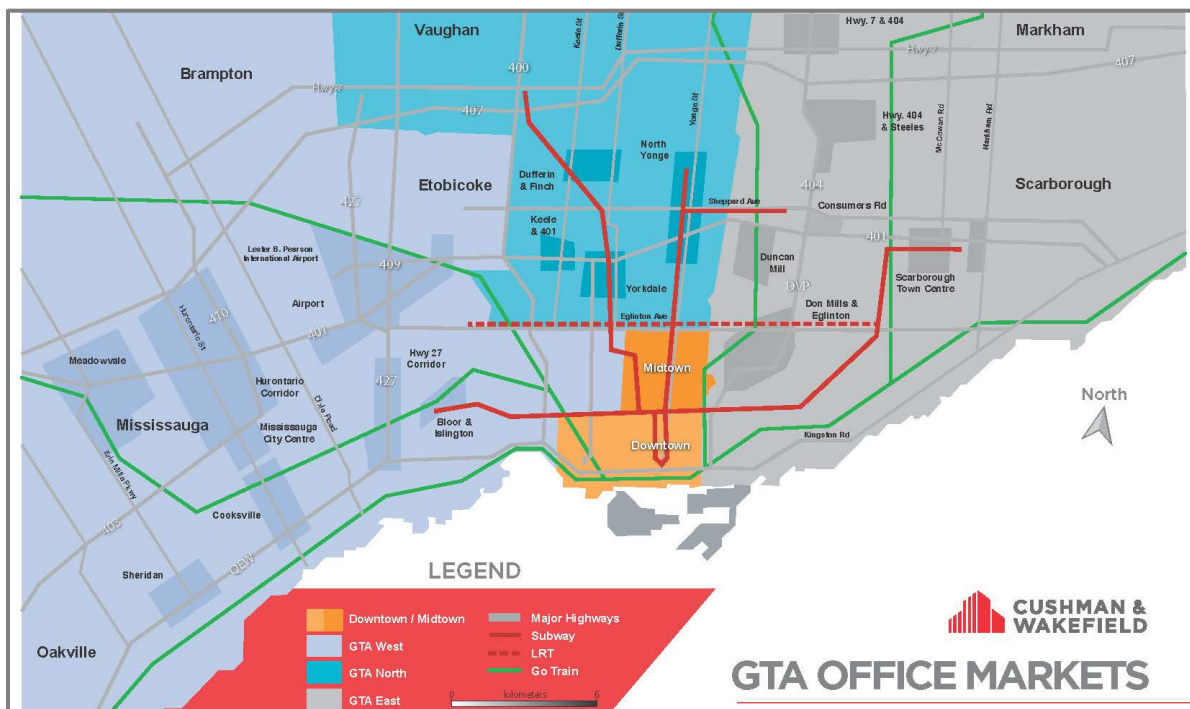 Vaughan
Keele St
Dufferin St
Hwy. 7 & 404
Markham
Brampton
400
Hwy-7
407
Hwy-7
407
Yonge St
Hwy. 404
& Steeles
McCowan Rd
Markham Rd
North
Yonge
Etobicoke
Dufferin
& Finch
404
Scarborough
427
Sheppard Ave
Consumers Rd
Keele
& 401
401
Lester B. Pearson
International Airport
409
Duncan
Mill
DVP
Scarborough
Town Centre
Yorkdale
Airport
410
Hurontario St
401
Don Mills &
Eglinton
Eglinton Ave
Meadowvale
Hwy 27
Corridor
Midtown
427
Hurontario
Corridor
Dixie Road
North
Mississauga
Mississauga
City Centre
Bloor &
Islington
Downtown
Kingston Rd
Erin Mills Pkwy
Cooksville
403
Sheridan
QEW
Oakville
LEGEND
Downtown / Midtown
GTA West
GTA North
GTA East
Major Highways
Subway
LRT
Go Train
kilometers
0
6
CUSHMAN &
WAKEFIELD
GTA OFFICE MARKETS